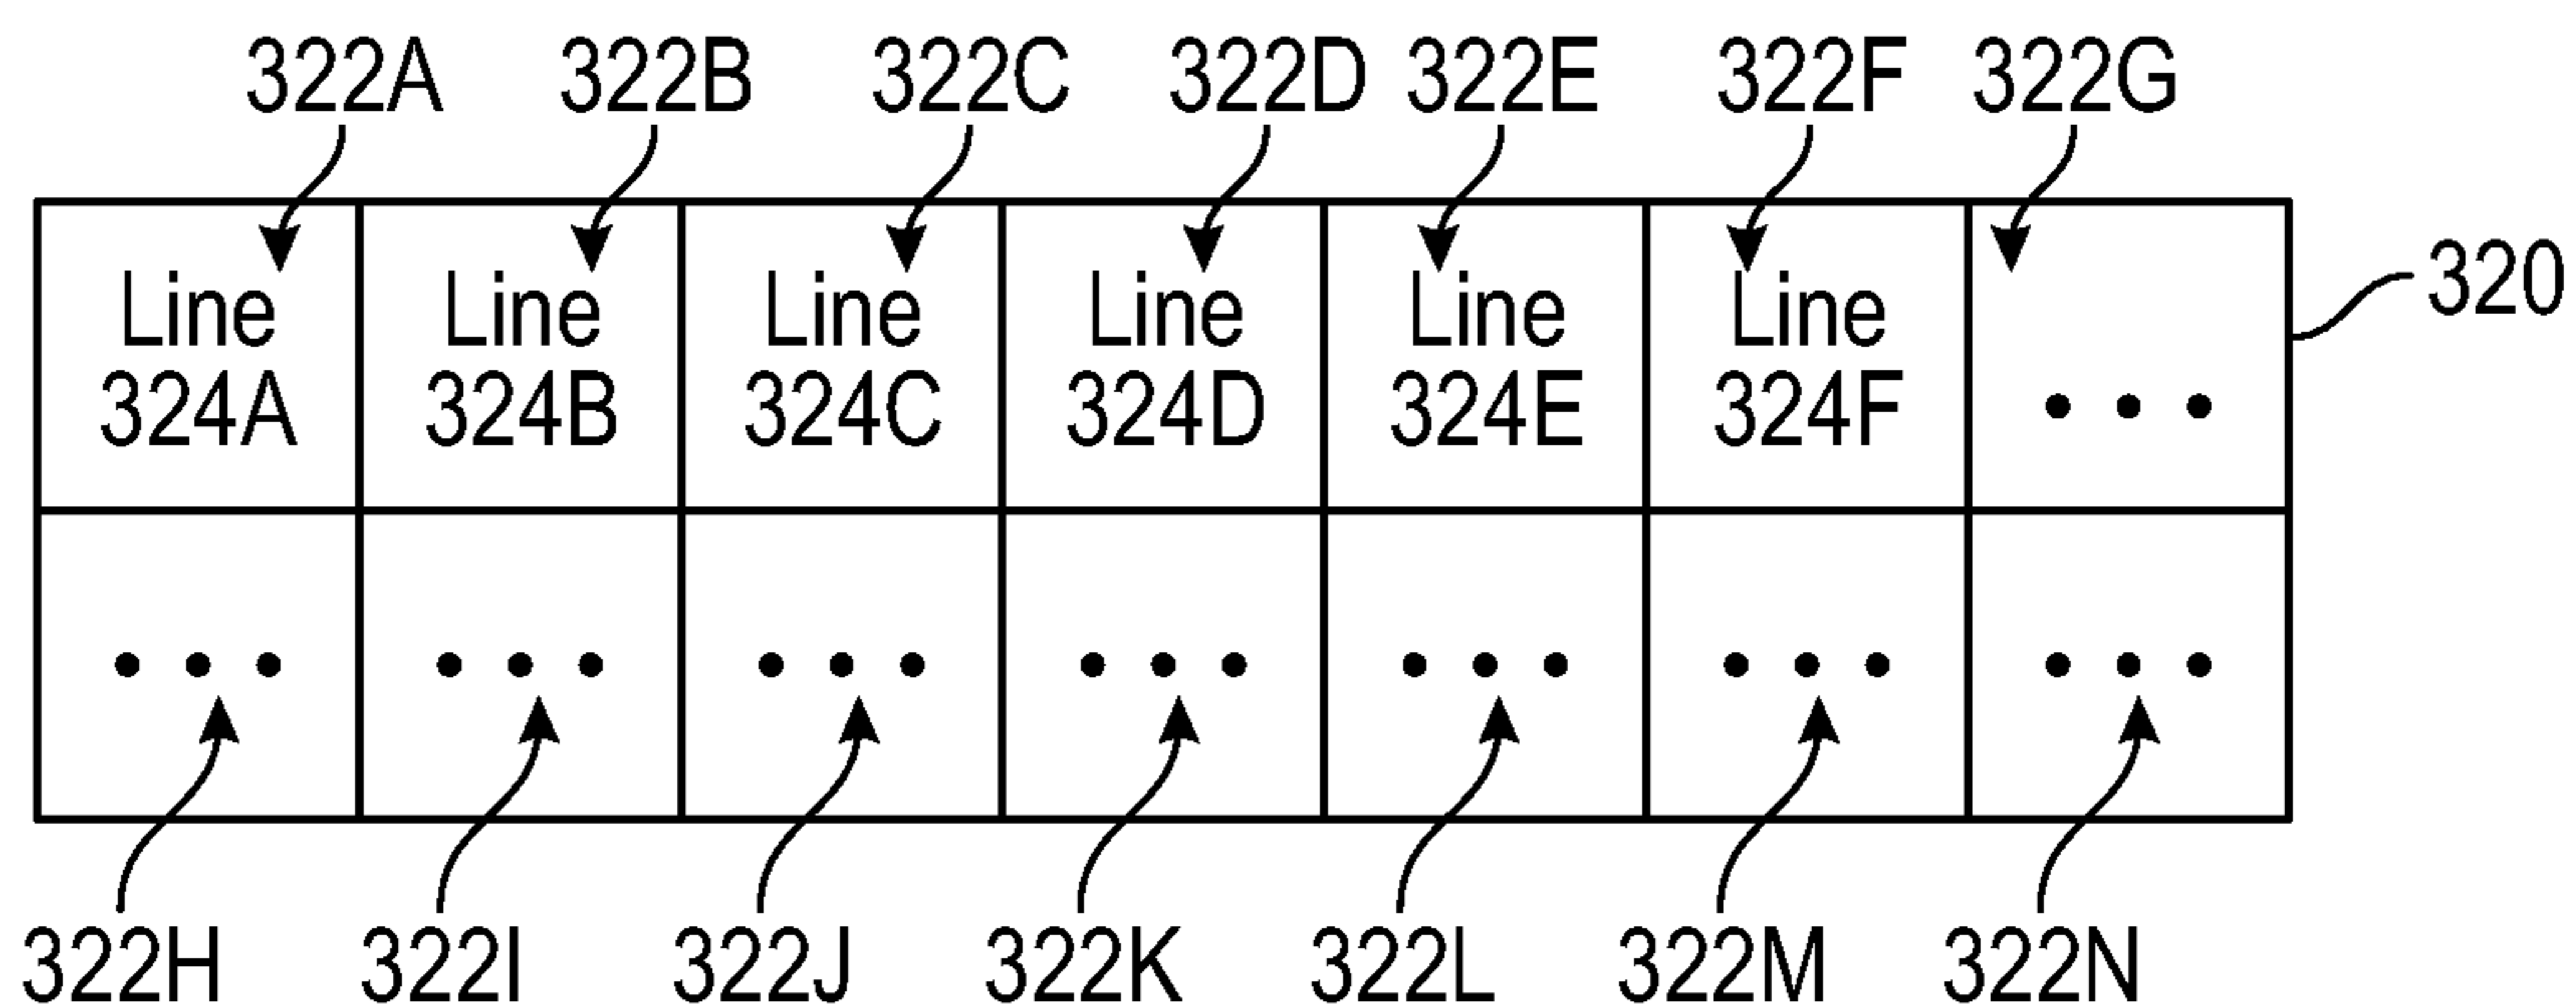 322A 322B 322C 322D 322E 322F 322G
320
Line Line Line Line Line Line
324A 324B 324C 324D 324E 324F • • •
• • • • • • • • • • • • • • • • • • • • •
322H 322I 322J 322K 322L 322M 322N